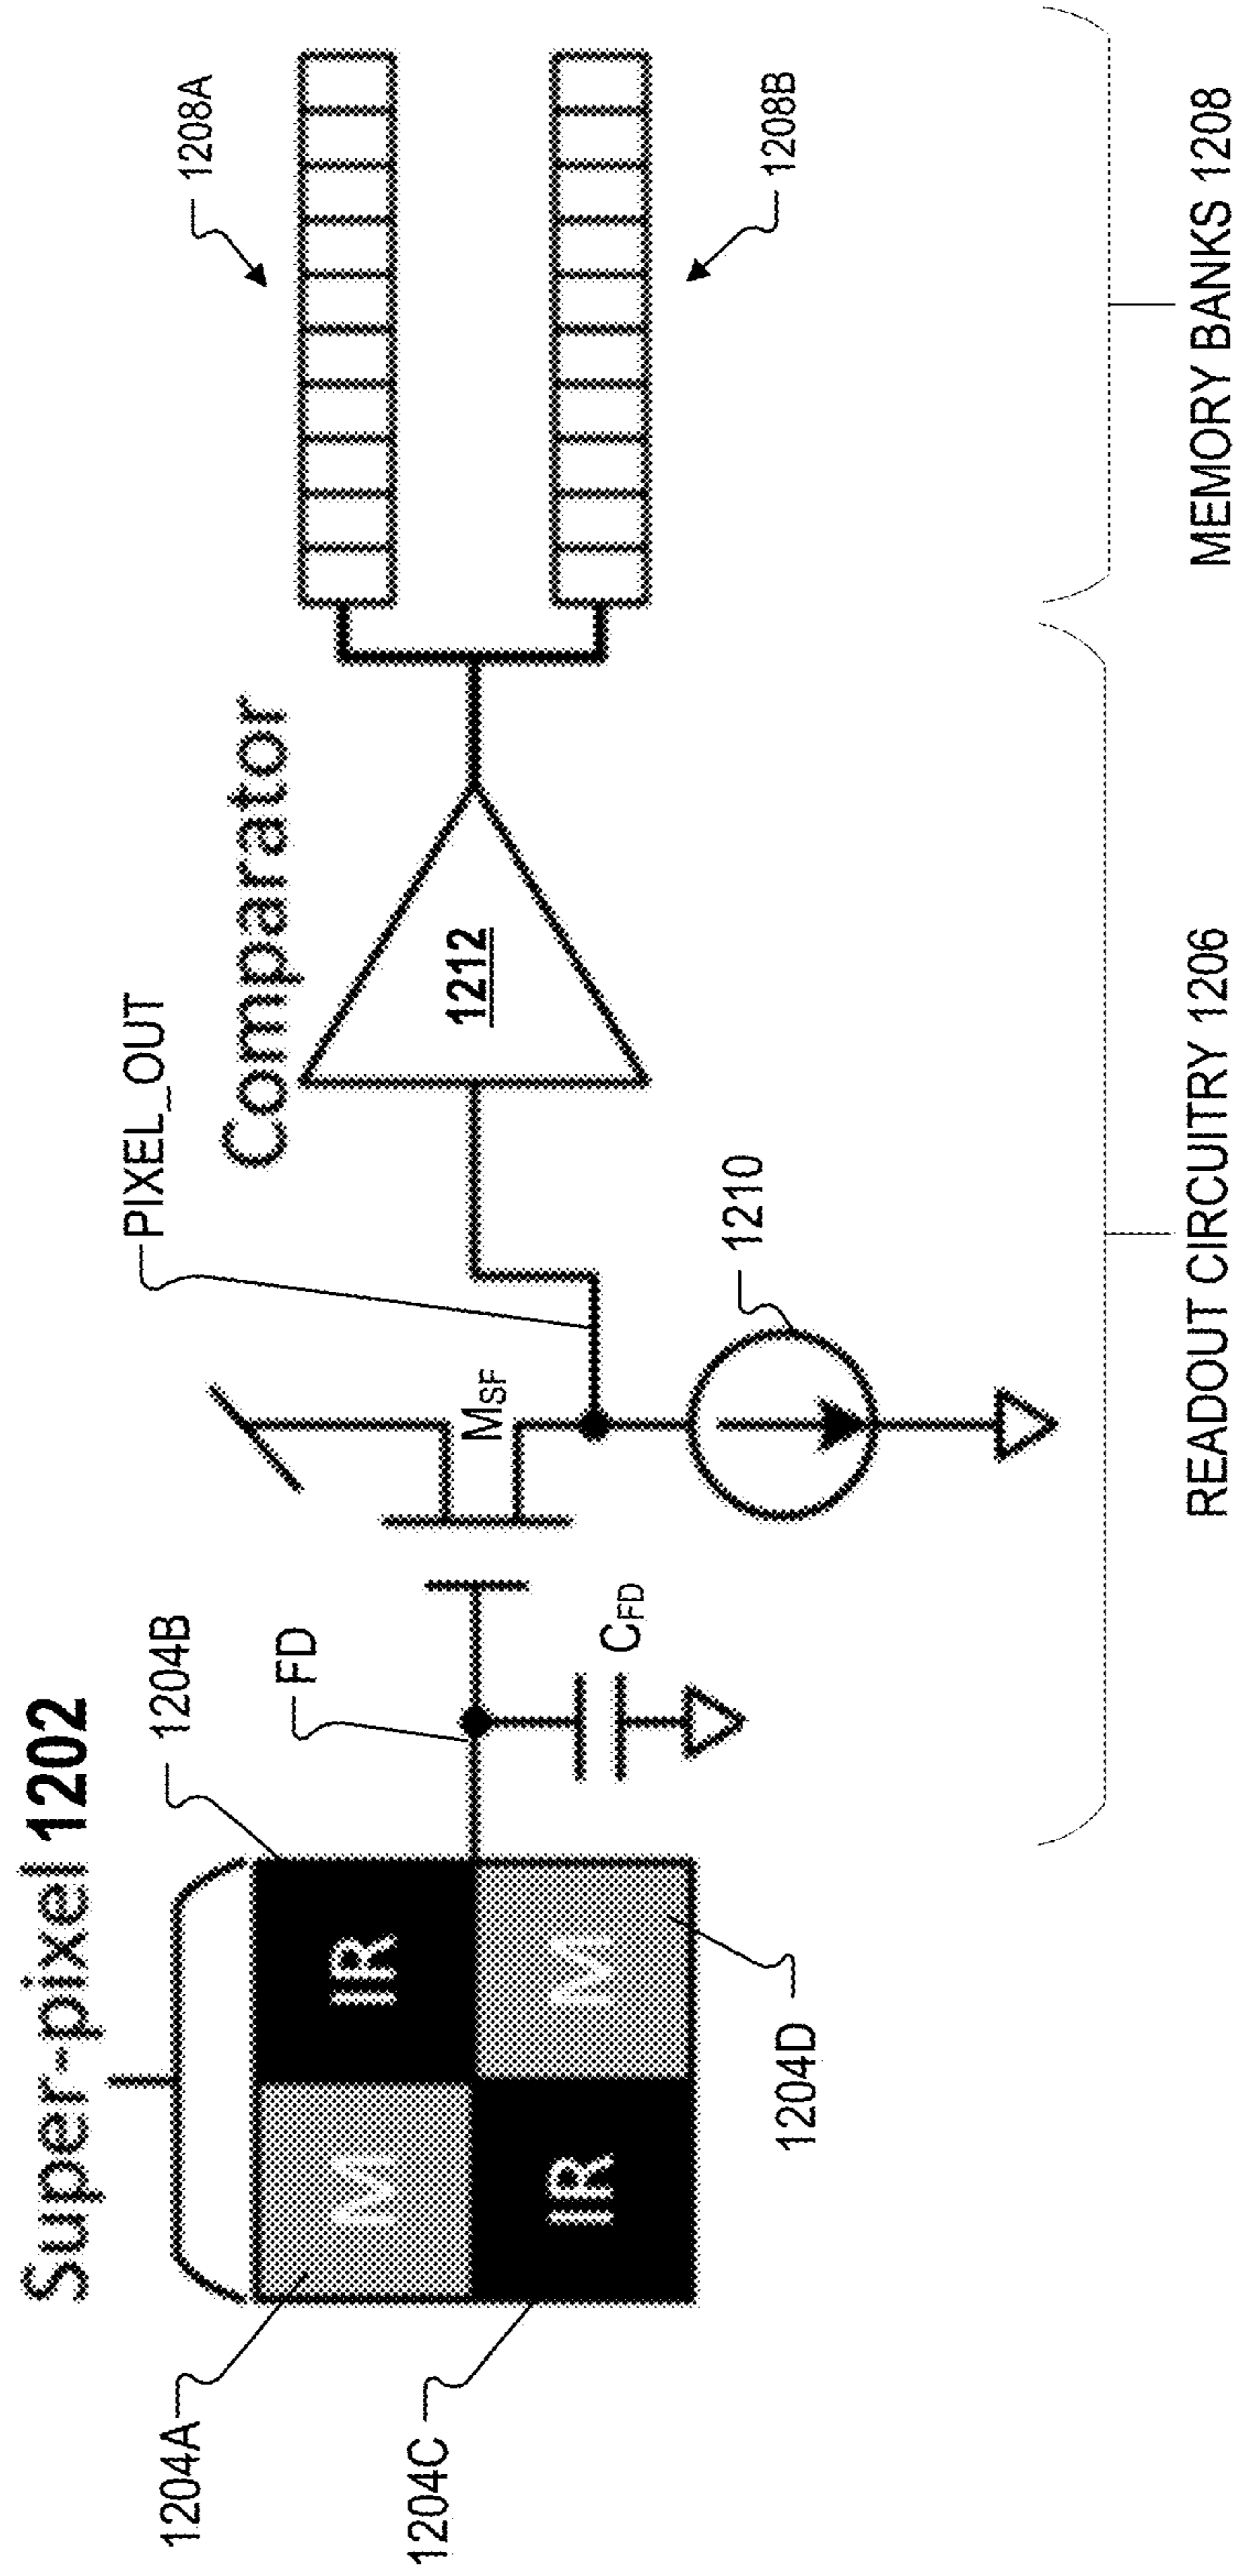 Super-pixel 1202
1204A
1204B
1204C
1204D
M
IR
IR
M
FD
CFD
MSF
PIXEL_OUT
1210
Comparator
1212
1208A
1208B
READOUT CIRCUITRY 1206
MEMORY BANKS 1208